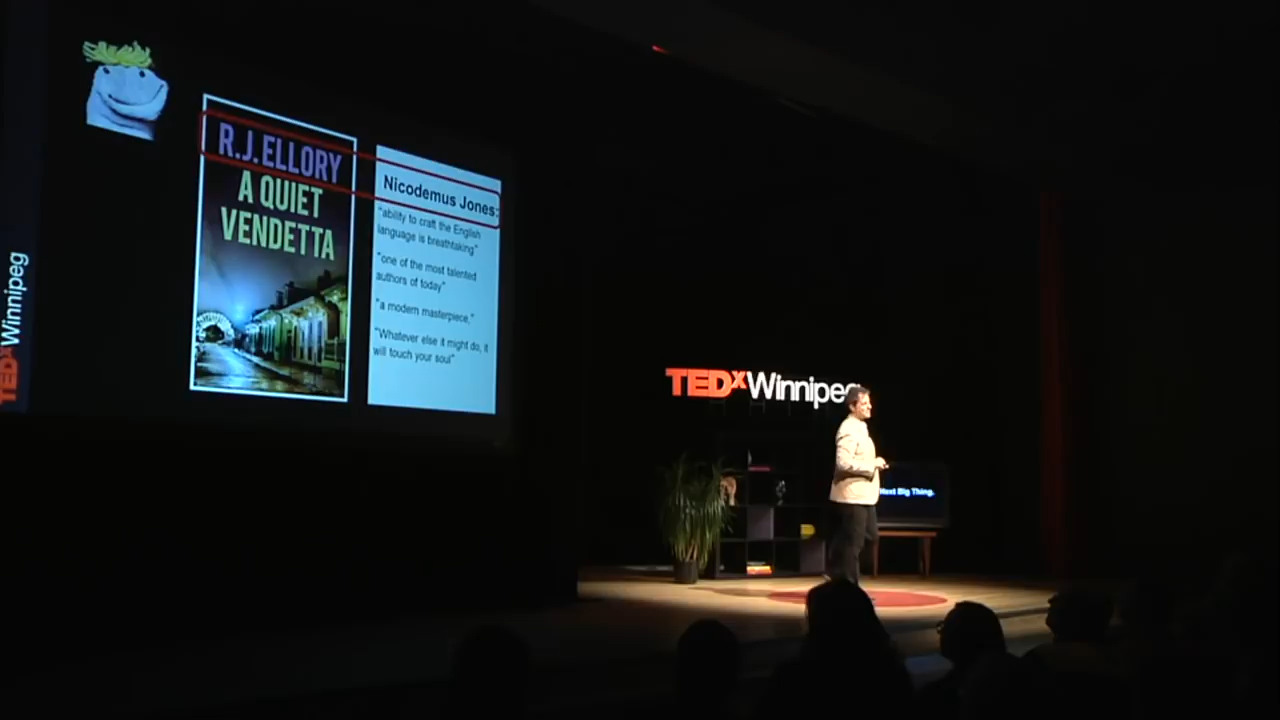 R.J. ELLORY
A QUIET
VENDETTA
Nicodemus Jones:
"ability to craft the English
language is breathtaking"
"one of the most talented
authors of today"
"a modern masterpiece,"
"Whatever else it might do, it
will touch your soul"
TEDxWinnipeg
TEDxWinnipeg
Next Big Thing.